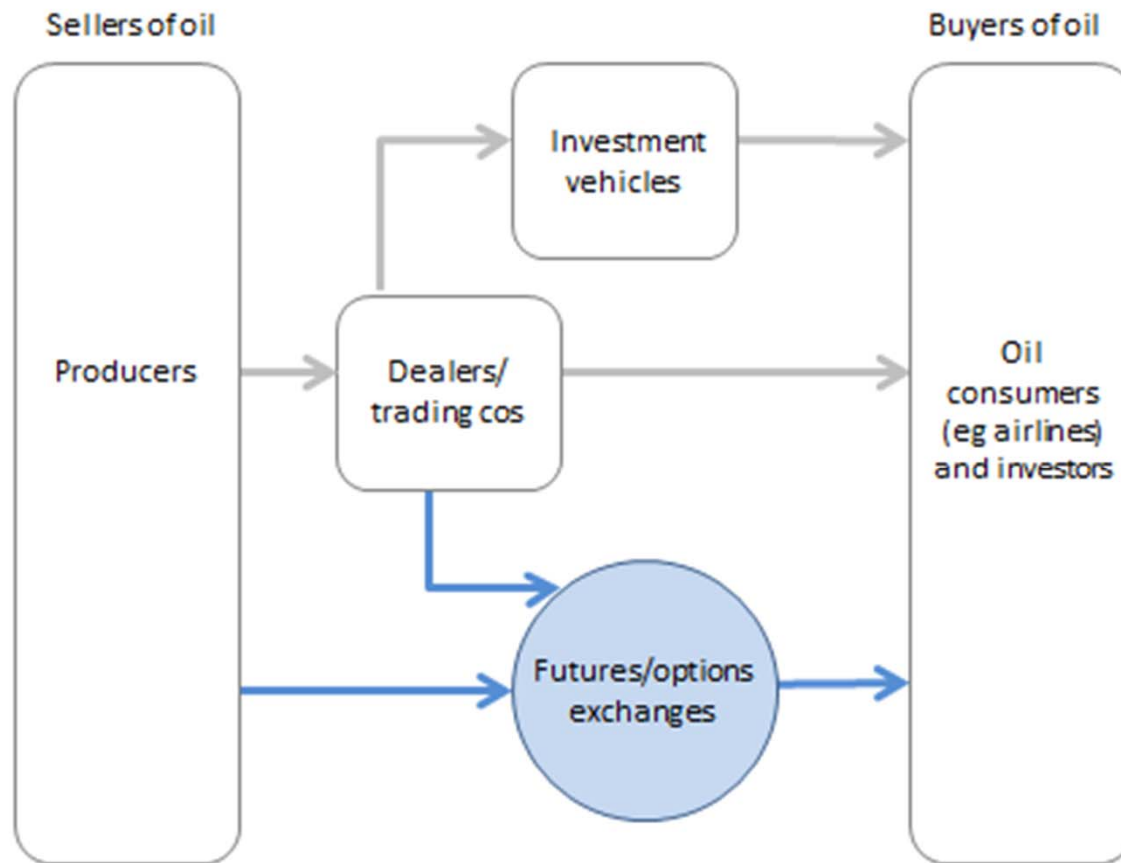 Sellers of oil
Buyers of oil
Investment
vehicles
Producers
Dealers/
trading cos
Oil
consumers
(eg airlines)
and investors
Futures/options
exchanges